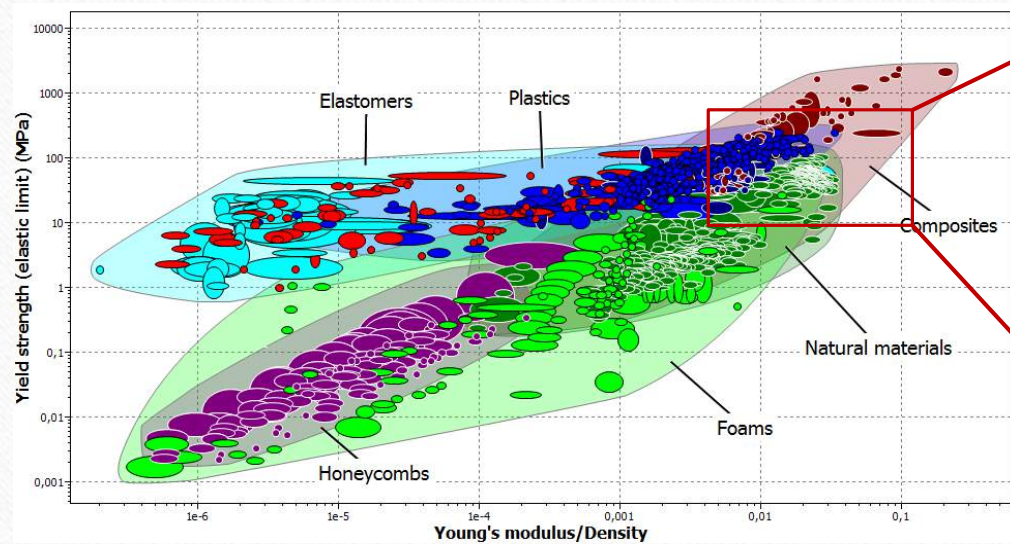 Yield strength (elastic limit) (MPa)
10000
1000
100
10
1
0,1
0,01
0,001
Elastomers
Plastics
Composites
Natural materials
Foams
Honeycombs
1e-6
1e-5
1e-4
0,001
0,01
0,1
Young's modulus/Density